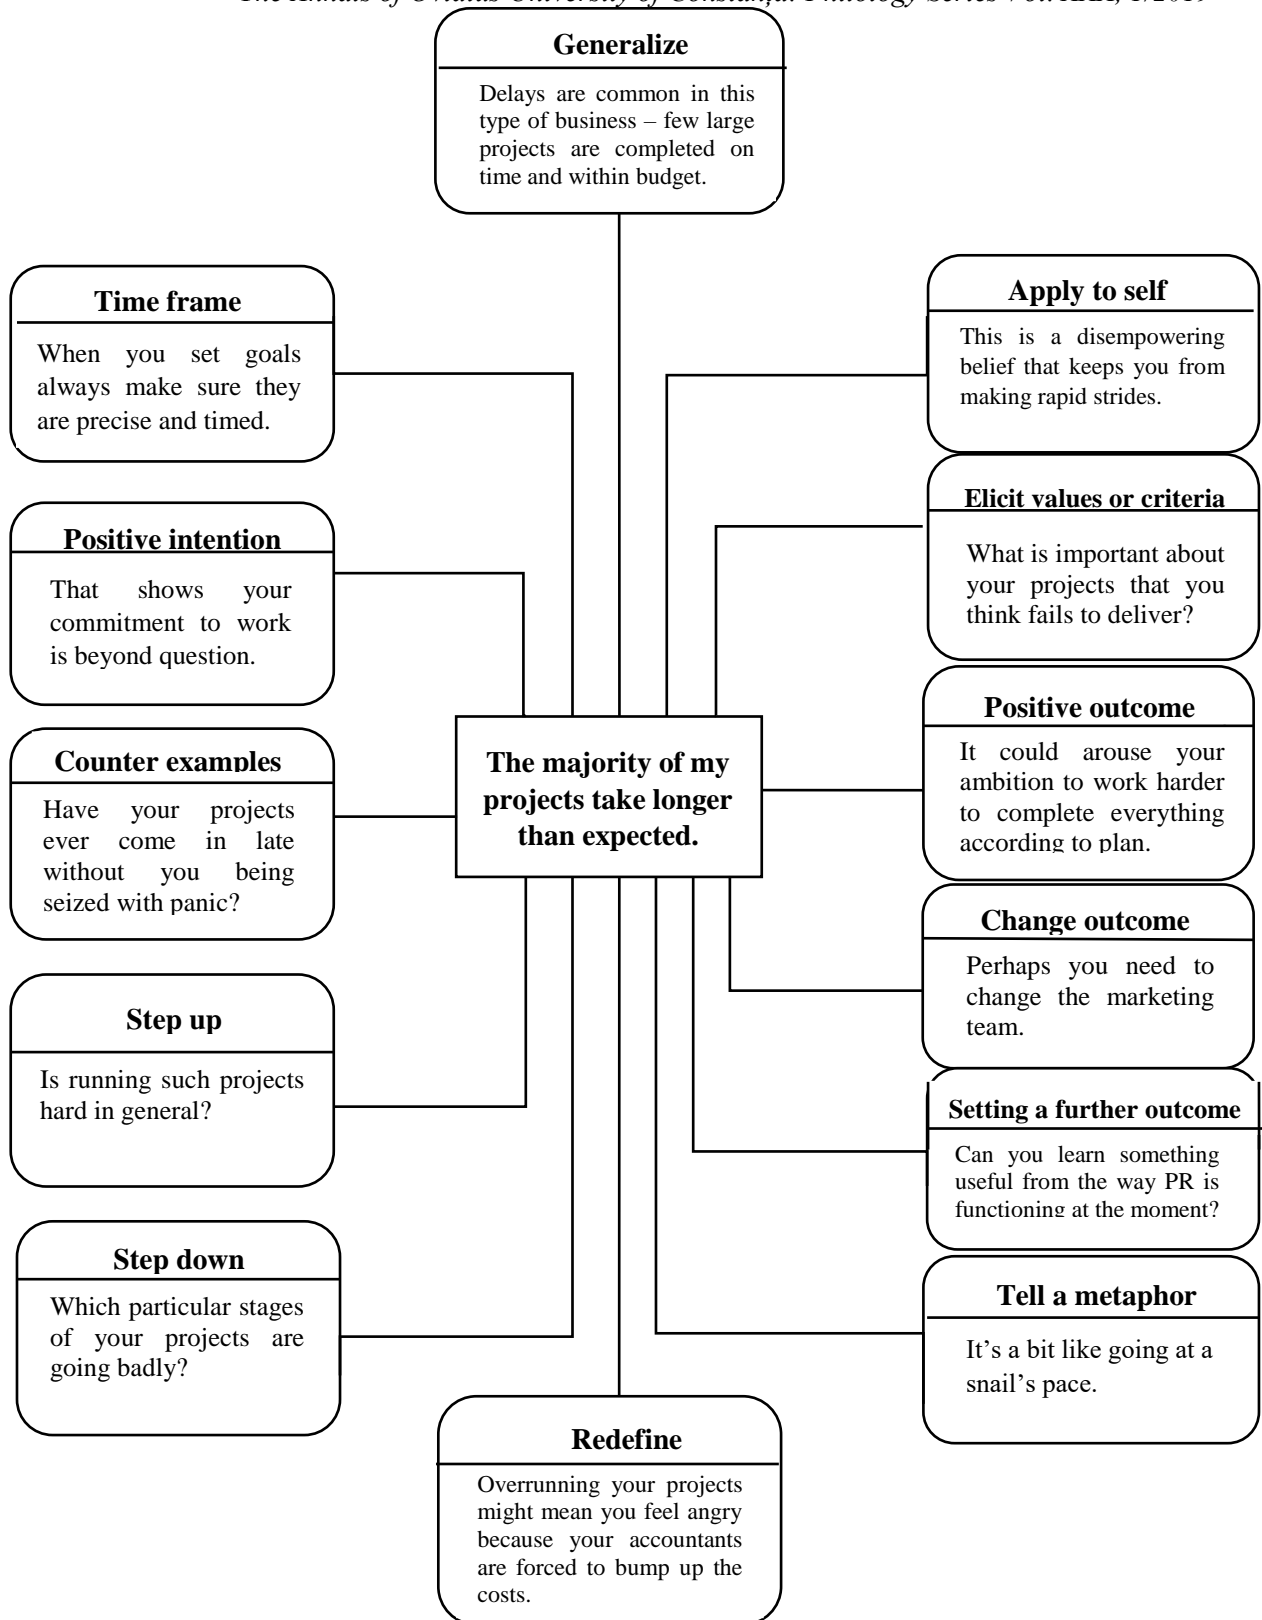 The Annals of Ovidius University of Constanța: Philology Series Vol. XXX, 1/2019
Generalize
Delays are common in this
type of business – few large
projects are completed on
time and within budget.
Time frame
When you set goals
always make sure they
are precise and timed.
Apply to self
This is a disempowering
belief that keeps you from
making rapid strides.
Positive intention
That shows your
commitment to work
is beyond question.
Elicit values or criteria
What is important about
your projects that you
think fails to deliver?
Counter examples
Have your projects
ever come in late
without you being
seized with panic?
The majority of my
projects take longer
than expected.
Positive outcome
It could arouse your
ambition to work harder
to complete everything
according to plan.
Change outcome
Perhaps you need to
change the marketing
team.
Step up
Is running such projects
hard in general?
Setting a further outcome
Can you learn something
useful from the way PR is
functioning at the moment?
Step down
Which particular stages
of your projects are
going badly?
Tell a metaphor
It's a bit like going at a
snail's pace.
Redefine
Overrunning your projects
might mean you feel angry
because your accountants
are forced to bump up the
costs.